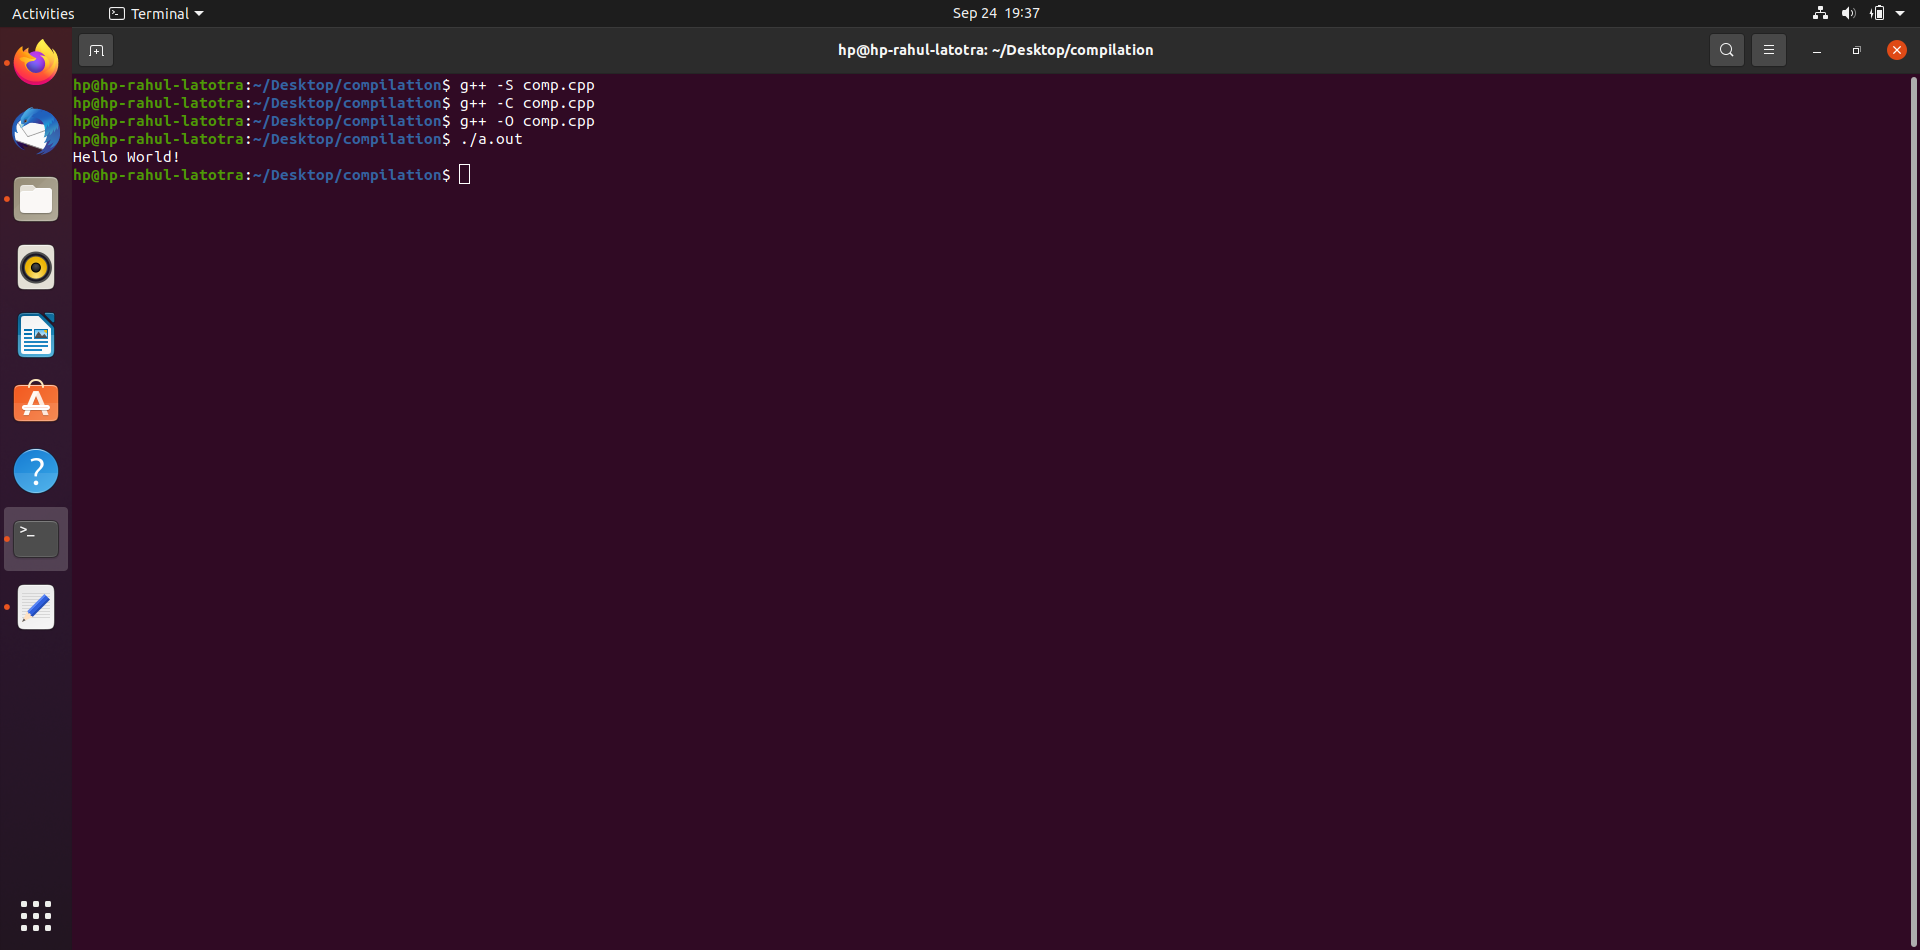 Activities
Terminal
Sep 24 19:37
hp@hp-rahul-latotra: ~/Desktop/compilation
hp@hp-rahul-latotra:~/Desktop/compilation$ g++ -S comp.cpp
hp@hp-rahul-latotra:~/Desktop/compilation$ g++ -C comp.cpp
hp@hp-rahul-latotra:~/Desktop/compilation$ g++ -O comp.cpp
hp@hp-rahul-latotra:~/Desktop/compilation$ ./a.out
Hello World!
hp@hp-rahul-latotra:~/Desktop/compilation$